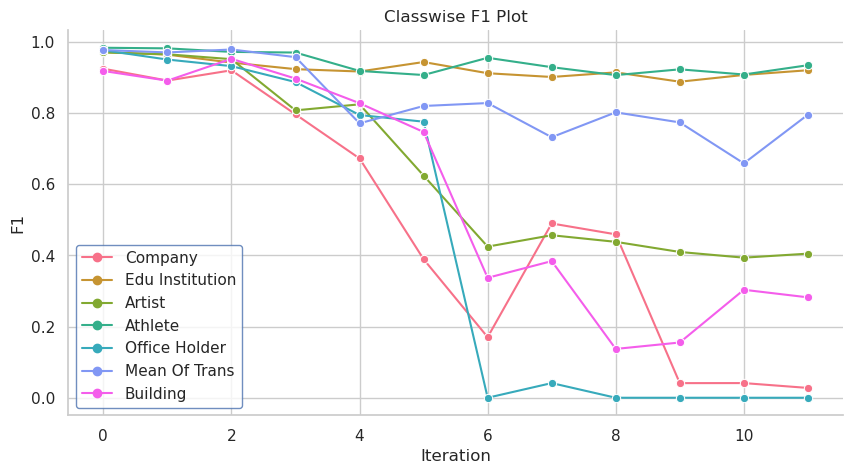 Classwise F1 Plot
1.0
0.8
0.6
0.4
0.2
0.0
F1
Company
Edu Institution
Artist
Athlete
Office Holder
Mean Of Trans
Building
0 2 4 6 8 10
Iteration